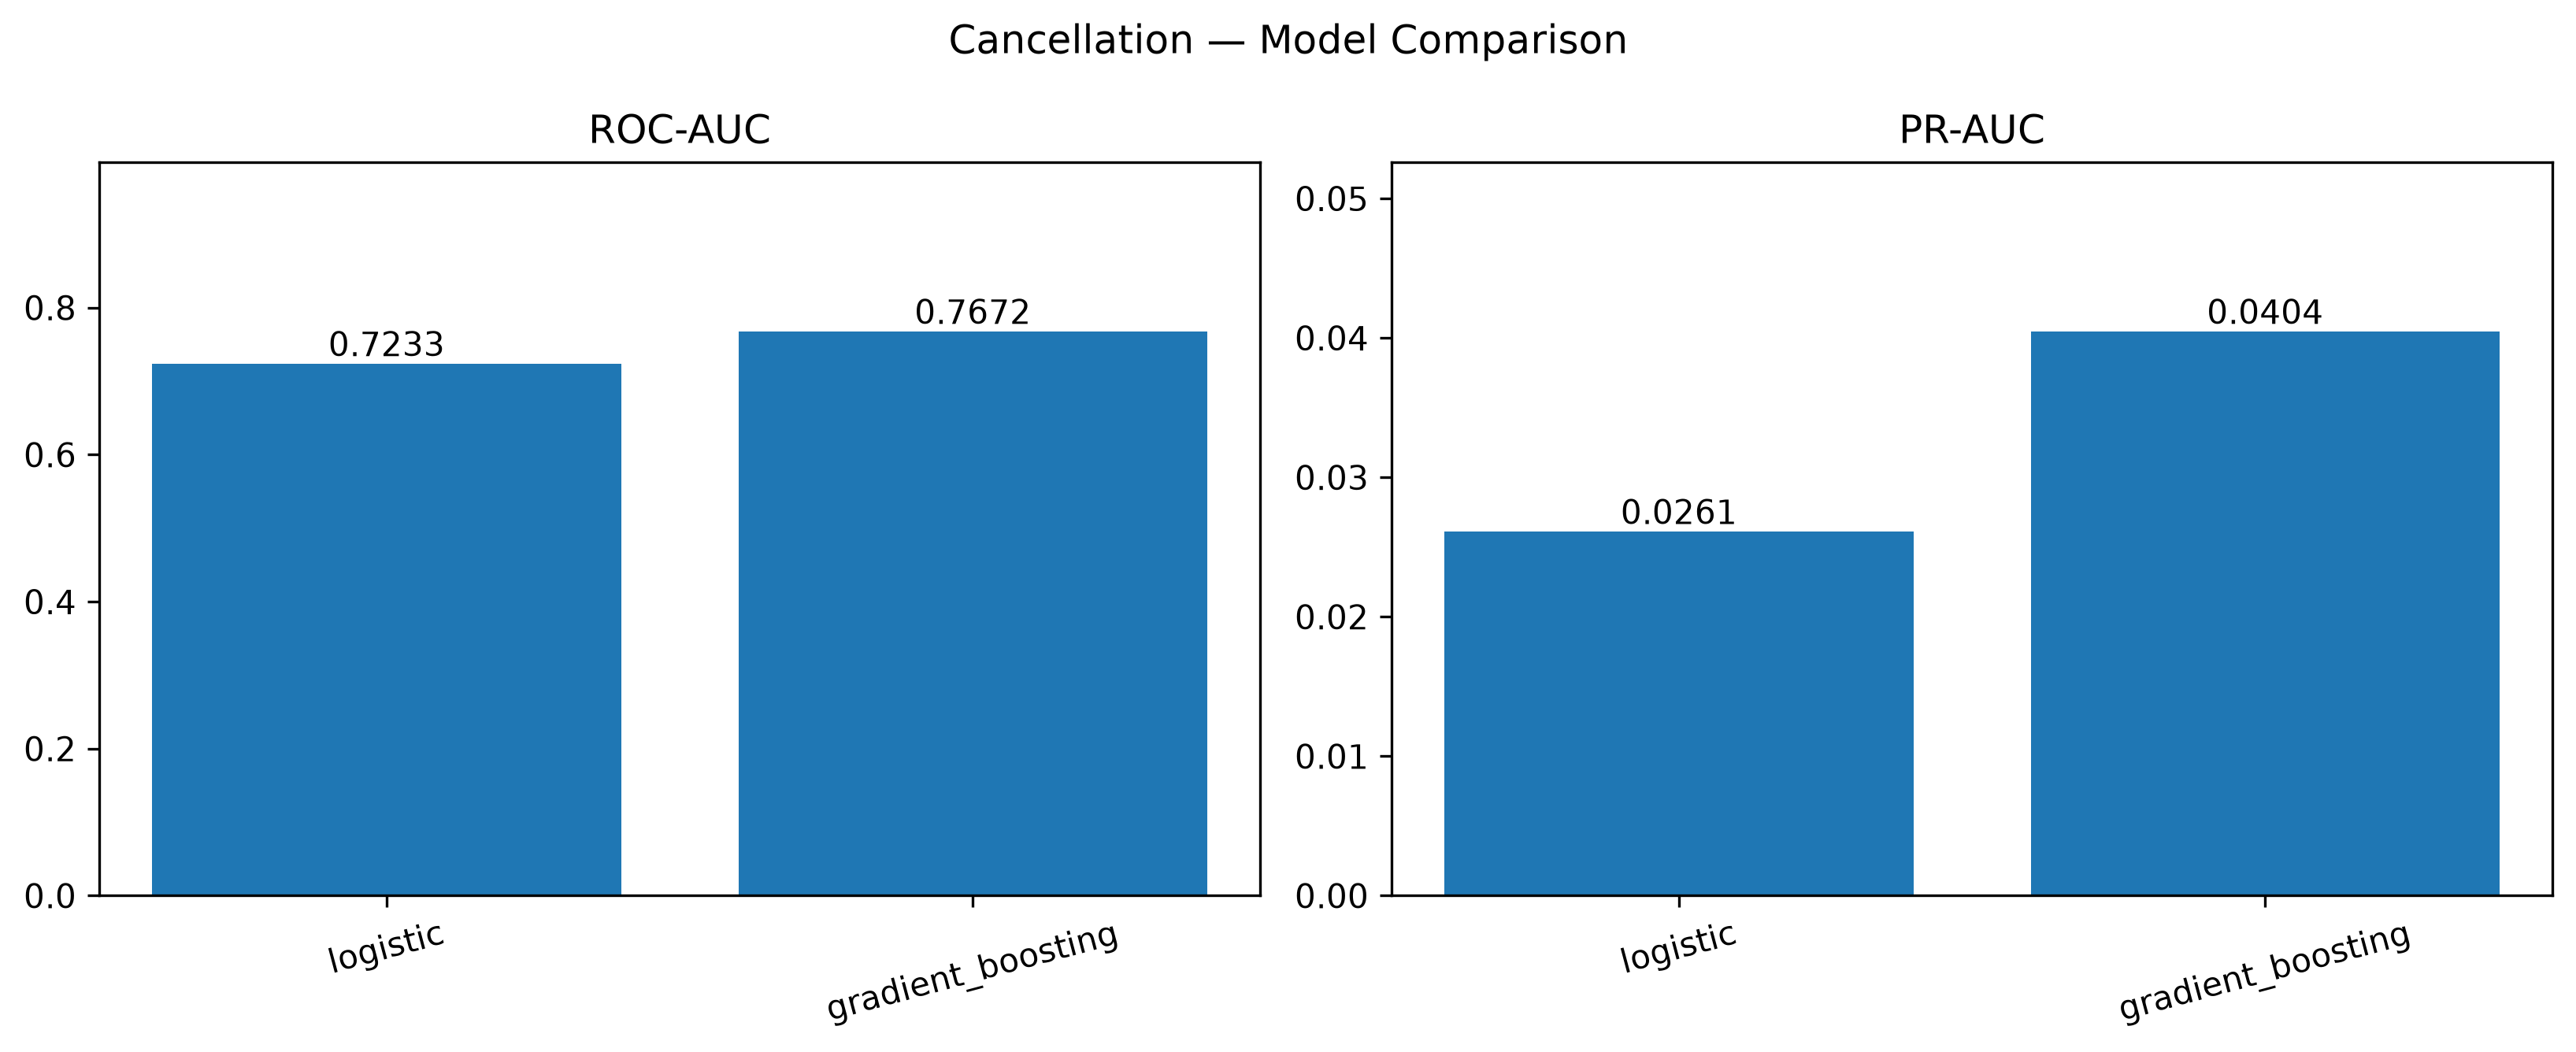 Cancellation — Model Comparison
ROC-AUC
0.8
0.6
0.4
0.2
0.0
0.7233
0.7672
logistic
gradient_boosting
PR-AUC
0.05
0.04
0.03
0.02
0.01
0.00
0.0261
0.0404
logistic
gradient_boosting